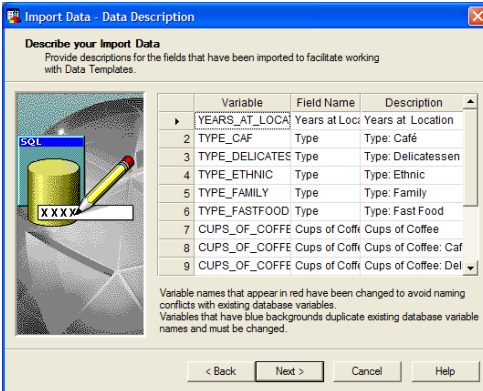 Import Data - Data Description
Describe your Import Data
Provide descriptions for the fields that have been imported to facilitate working
with Data Templates.
SQL
XXXX
Variable Field Name Description
YEARS_AT_LOCA Years at Loca Years at Location
2 TYPE_CAF Type Type: Café
3 TYPE_DELICATES Type Type: Delicatessen
4 TYPE_ETHNIC Type Type: Ethnic
5 TYPE_FAMILY Type Type: Family
6 TYPE_FASTFOOD Type Type: Fast Food
7 CUPS_OF_COFFE Cups of Coffe Cups of Coffee
8 CUPS_OF_COFFE Cups of Coffe Cups of Coffee: Caf
9 CUPS_OF_COFFE Cups of Coffe Cups of Coffee: Del
Variable names that appear in red have been changed to avoid naming
conflicts with existing database variables.
Variables that have blue backgrounds duplicate existing database variable
names and must be changed.
< Back Next > Cancel Help